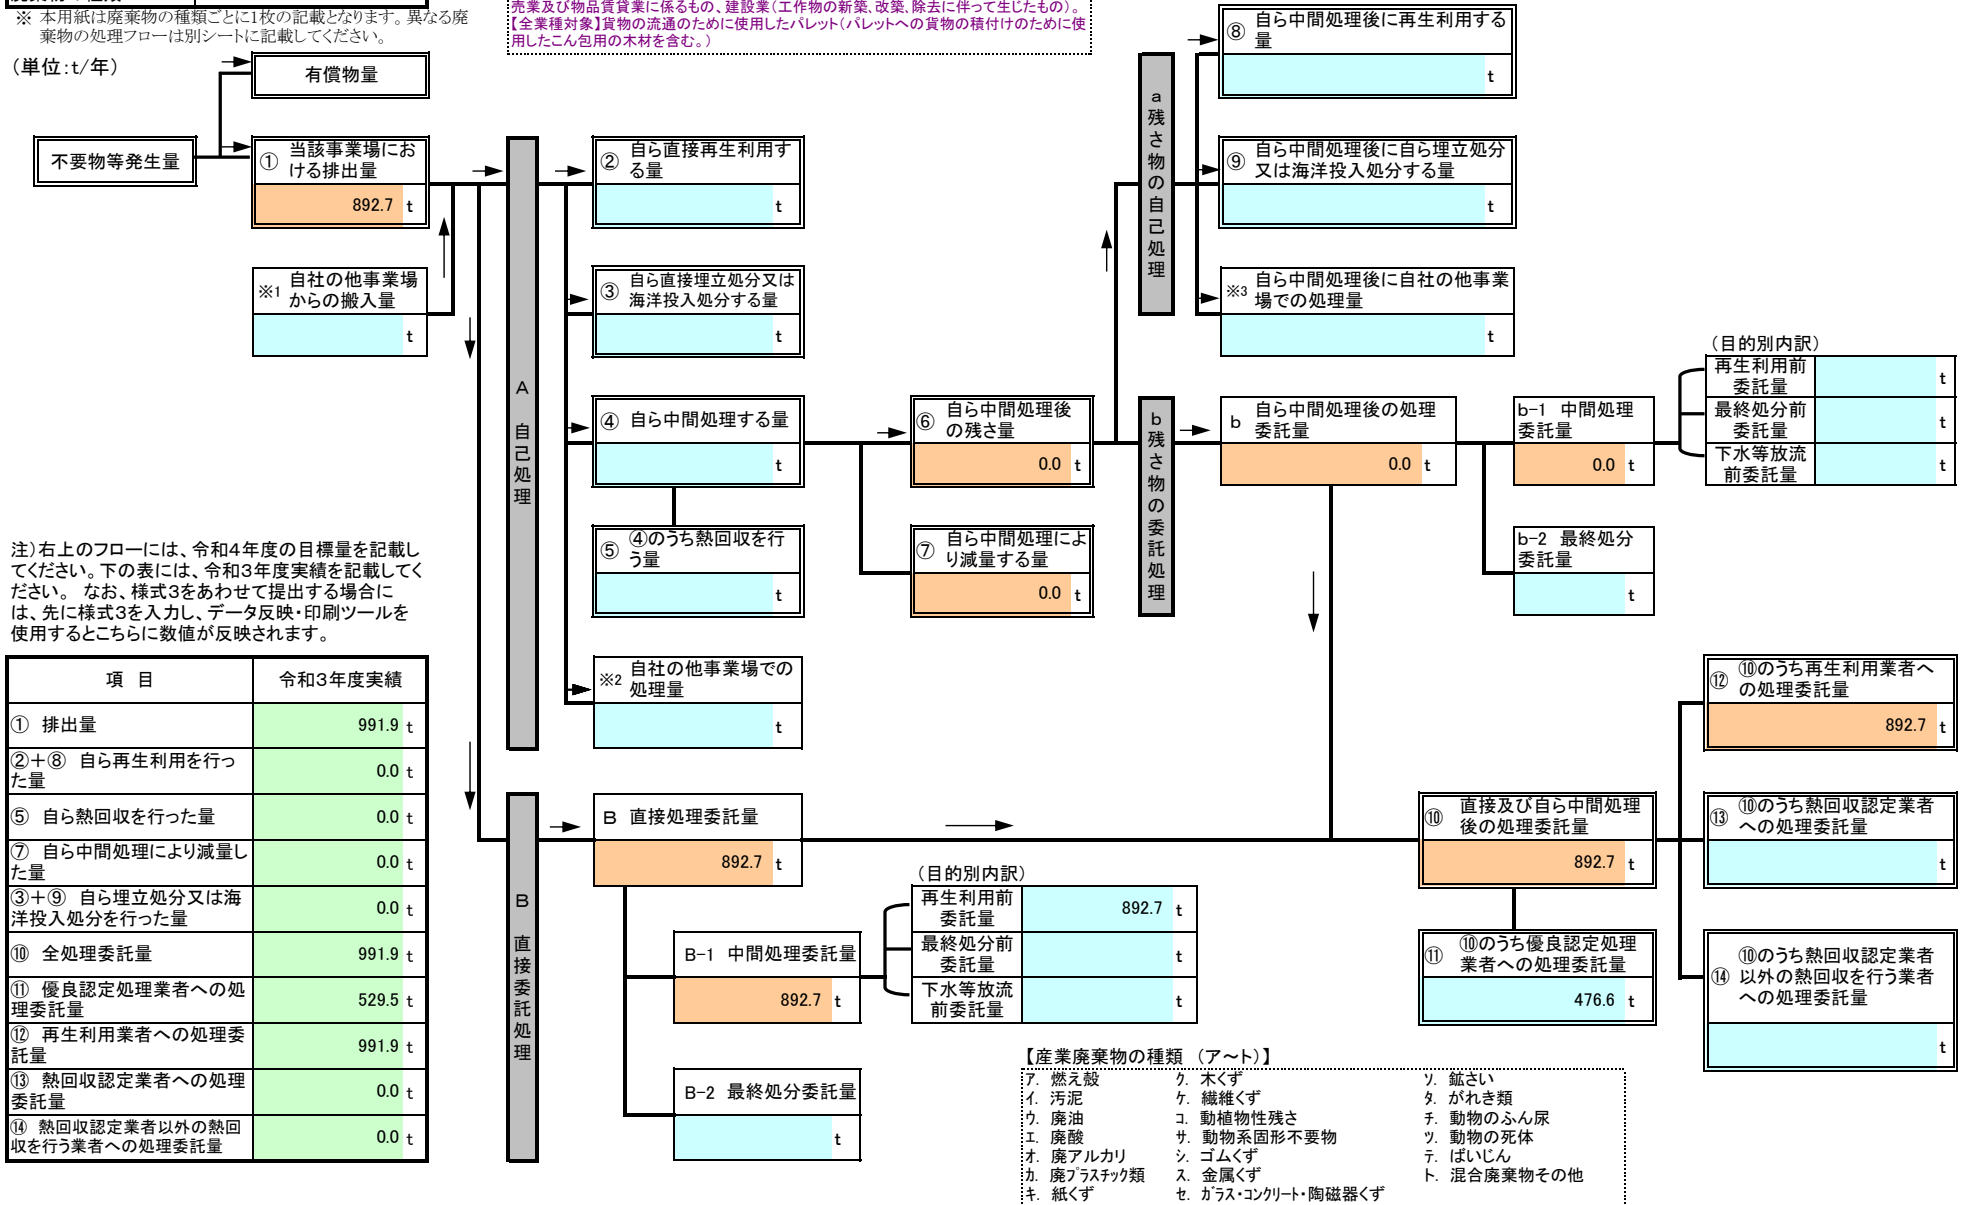 売業及び物品賃貸業に係るもの、建設業（工作物の新築、改築、除去に伴って生じたもの）。
【全業種対象】貨物の流通のために使用したパレット（パレットへの貨物の積付けのために使
用したこん包用の木材を含む。）
※ 本用紙は廃棄物の種類ごとに1枚の記載となります。異なる廃
棄物の処理フローは別シートに記載してください。
（単位：t/年）
有償物量
不要物等発生量
① 当該事業場にお
ける排出量
892.7 t
※1 自社の他事業場
からの搬入量
t
A 自己処理
② 自ら直接再生利用す
る量
t
③ 自ら直接埋立処分又は
海洋投入処分する量
t
④ 自ら中間処理する量
t
⑤ ④のうち熱回収を行
う量
t
※2 自社の他事業場での
処理量
t
⑥ 自ら中間処理後
の残さ量
0.0 t
⑦ 自ら中間処理によ
り減量する量
0.0 t
a 残さ物の自己処理
⑧ 自ら中間処理後に再生利用する
量
t
⑨ 自ら中間処理後に自ら埋立処分
又は海洋投入処分する量
t
※3 自ら中間処理後に自社の他事業
場での処理量
t
b 残さ物の委託処理
b 自ら中間処理後の処理
委託量
0.0 t
b-1 中間処理
委託量
0.0 t
（目的別内訳）
再生利用前
委託量 t
最終処分前
委託量 t
下水等放流
前委託量 t
b-2 最終処分
委託量
t
注）右上のフローには、令和4年度の目標量を記載し
てください。下の表には、令和3年度実績を記載してく
ださい。 なお、様式3をあわせて提出する場合に
は、先に様式3を入力し、データ反映・印刷ツールを
使用するとこちらに数値が反映されます。
項 目 令和3年度実績
① 排出量 991.9 t
②＋⑧ 自ら再生利用を行っ
た量 0.0 t
⑤ 自ら熱回収を行った量 0.0 t
⑦ 自ら中間処理により減量し
た量 0.0 t
③＋⑨ 自ら埋立処分又は海
洋投入処分を行った量 0.0 t
⑩ 全処理委託量 991.9 t
⑪ 優良認定処理業者への処
理委託量 529.5 t
⑫ 再生利用業者への処理委
託量 991.9 t
⑬ 熱回収認定業者への処理
委託量 0.0 t
⑭ 熱回収認定業者以外の熱回
収を行う業者への処理委託量 0.0 t
B 直接委託処理
B 直接処理委託量
892.7 t
B-1 中間処理委託量
892.7 t
B-2 最終処分委託量
t
（目的別内訳）
再生利用前
委託量 892.7 t
最終処分前
委託量 t
下水等放流
前委託量 t
⑩ 直接及び自ら中間処理
後の処理委託量
892.7 t
⑪ ⑩のうち優良認定処理
業者への処理委託量
476.6 t
⑫ ⑩のうち再生利用業者へ
の処理委託量
892.7 t
⑬ ⑩のうち熱回収認定業者
への処理委託量
t
⑭ ⑩のうち熱回収認定業者
以外の熱回収を行う業者
への処理委託量
t
【産業廃棄物の種類 （ア～ト）】
ア. 燃え殻 ク. 木くず ソ. 鉱さい
イ. 汚泥 ケ. 繊維くず タ. がれき類
ウ. 廃油 コ. 動植物性残さ チ. 動物のふん尿
エ. 廃酸 サ. 動物系固形不要物 ツ. 動物の死体
オ. 廃アルカリ シ. ゴムくず テ. ばいじん
カ. 廃プラスチック類 ス. 金属くず ト. 混合廃棄物その他
キ. 紙くず セ. ガラス・コンクリート・陶磁器くず